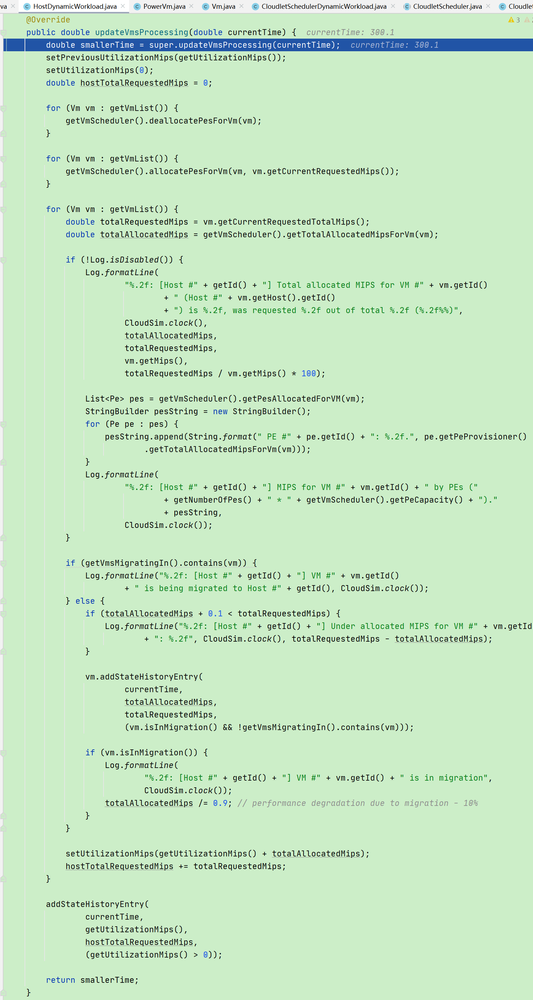 va HostDynamicWorkload.java PowerVm.java Vm.java CloudletSchedulerDynamicWorkload.java CloudletScheduler.java Cloudlet
@Override 3
public double updateVmsProcessing(double currentTime) { currentTime: 300.1
double smallerTime = super.updateVmsProcessing(currentTime); currentTime: 300.1
setPreviousUtilizationMips(getUtilizationMips());
setUtilizationMips(0);
double hostTotalRequestedMips = 0;
for (Vm vm : getVmList()) {
getVmScheduler().deallocatePesForVm(vm);
}
for (Vm vm : getVmList()) {
getVmScheduler().allocatePesForVm(vm, vm.getCurrentRequestedMips());
}
for (Vm vm : getVmList()) {
double totalRequestedMips = vm.getCurrentRequestedTotalMips();
double totalAllocatedMips = getVmScheduler().getTotalAllocatedMipsForVm(vm);
if (!Log.isDisabled()) {
Log.formatLine(
"%.2f: [Host #" + getId() + "] Total allocated MIPS for VM #" + vm.getId()
+ " (Host #" + vm.getHost().getId()
+ ") is %.2f, was requested %.2f out of total %.2f (%.2f%%)",
CloudSim.clock(),
totalAllocatedMips,
totalRequestedMips,
vm.getMips(),
totalRequestedMips / vm.getMips() * 100);
List<Pe> pes = getVmScheduler().getPesAllocatedForVM(vm);
StringBuilder pesString = new StringBuilder();
for (Pe pe : pes) {
pesString.append(String.format(" PE #" + pe.getId() + ": %.2f.", pe.getPeProvisioner()
.getTotalAllocatedMipsForVm(vm)));
}
Log.formatLine(
"%.2f: [Host #" + getId() + "] MIPS for VM #" + vm.getId() + " by PEs ("
+ getNumberOfPes() + " * " + getVmScheduler().getPeCapacity() + ")."
+ pesString,
CloudSim.clock());
}
if (getVmsMigratingIn().contains(vm)) {
Log.formatLine("%.2f: [Host #" + getId() + "] VM #" + vm.getId()
+ " is being migrated to Host #" + getId(), CloudSim.clock());
} else {
if (totalAllocatedMips + 0.1 < totalRequestedMips) {
Log.formatLine("%.2f: [Host #" + getId() + "] Under allocated MIPS for VM #" + vm.getId
+ ": %.2f", CloudSim.clock(), totalRequestedMips - totalAllocatedMips);
}
vm.addStateHistoryEntry(
currentTime,
totalAllocatedMips,
totalRequestedMips,
(vm.isInMigration() && !getVmsMigratingIn().contains(vm)));
if (vm.isInMigration()) {
Log.formatLine(
"%.2f: [Host #" + getId() + "] VM #" + vm.getId() + " is in migration",
CloudSim.clock());
totalAllocatedMips /= 0.9; // performance degradation due to migration - 10%
}
}
setUtilizationMips(getUtilizationMips() + totalAllocatedMips);
hostTotalRequestedMips += totalRequestedMips;
}
addStateHistoryEntry(
currentTime,
getUtilizationMips(),
hostTotalRequestedMips,
(getUtilizationMips() > 0));
return smallerTime;
}